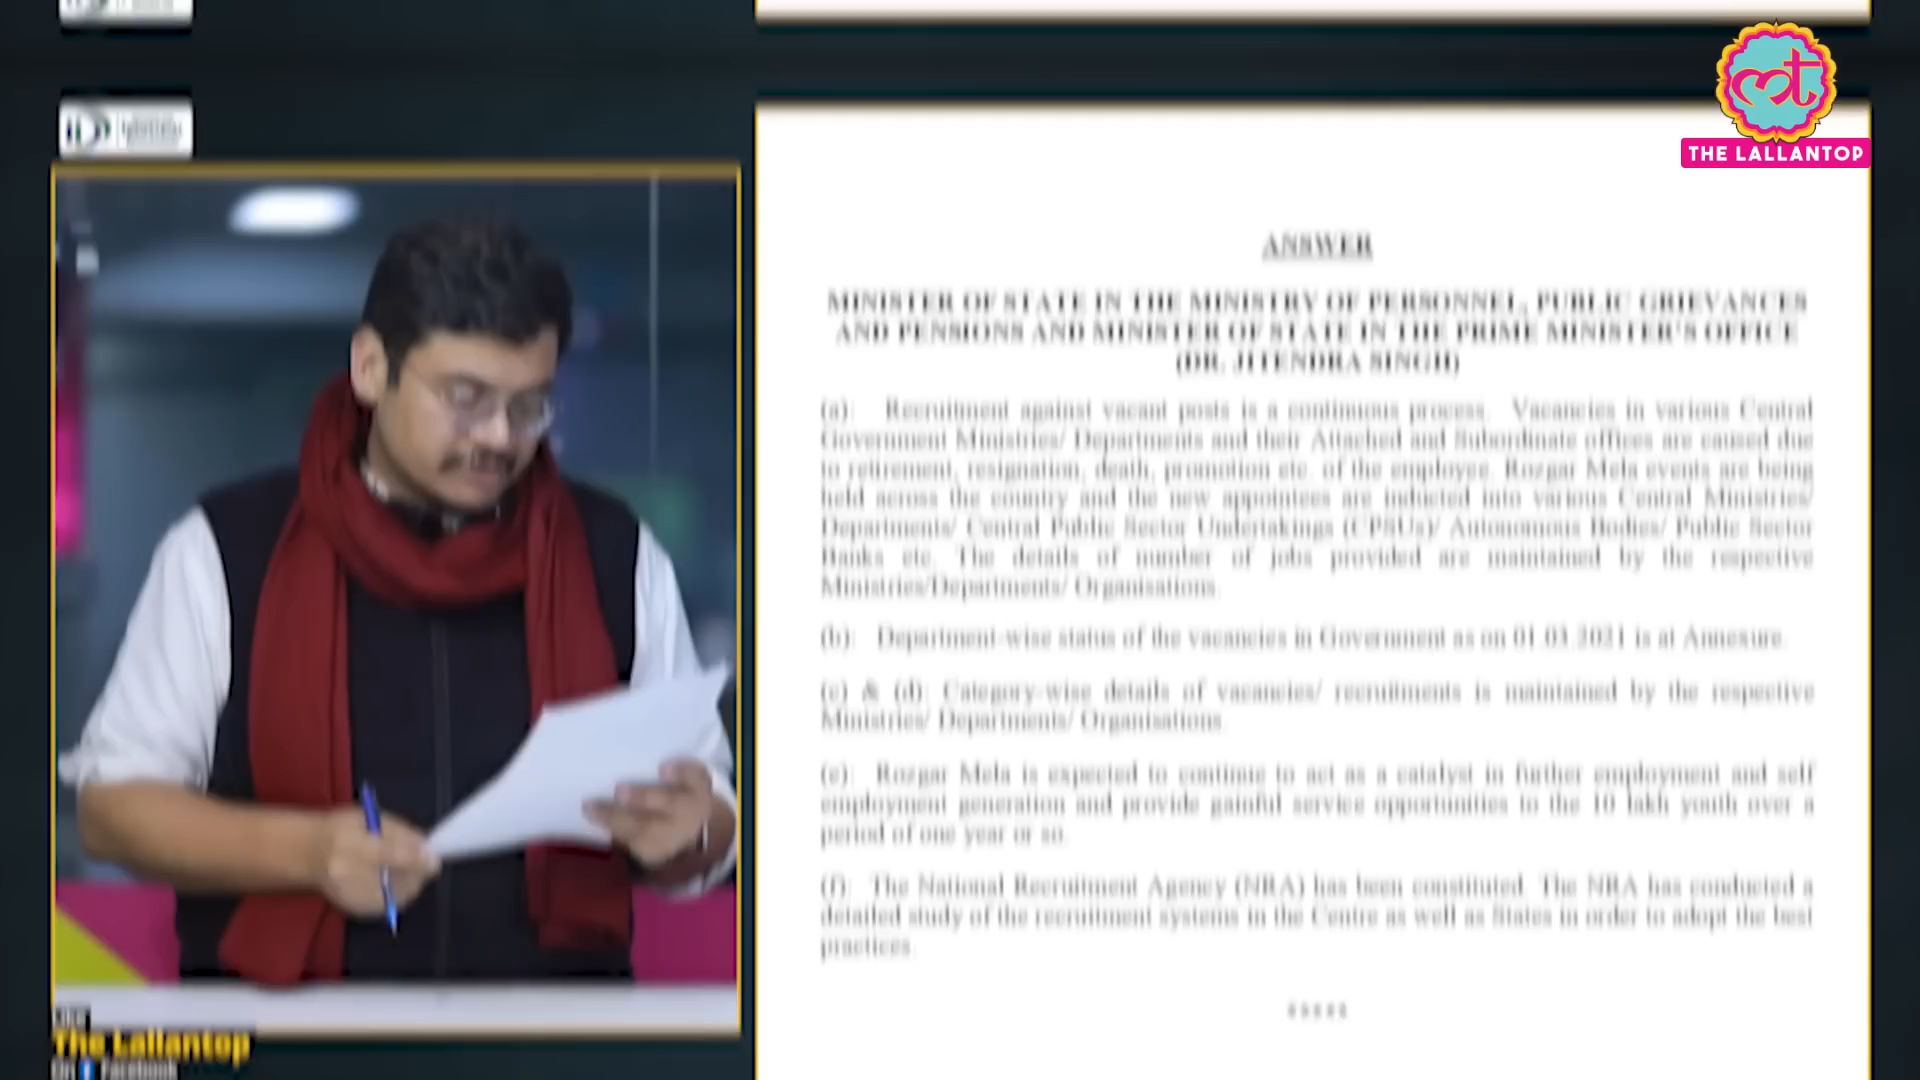 THE LALLANTOP
ANSWER
MINISTER OF STATE IN THE MINISTRY OF PERSONNEL, PUBLIC GRIEVANCES
AND PENSIONS AND MINISTER OF STATE IN THE PRIME MINISTER'S OFFICE
(DR. JITENDRA SINGH)
(a): Recruitment against vacant posts is a continuous process. Vacancies in various Central
Government Ministries/ Departments and their Attached and Subordinate offices are caused due
to retirement, resignation, death, promotion etc. of the employee. Rozgar Mela events are being
held across the country and the new appointees are inducted into various Central Ministries/
Departments/ Central Public Sector Undertakings (CPSUs)/ Autonomous Bodies/ Public Sector
Banks etc. The details of number of jobs provided are maintained by the respective
Ministries/Departments/ Organisations.
(b): Department-wise status of the vacancies in Government as on 01.03.2021 is at Annexure.
(c) & (d): Category-wise details of vacancies/ recruitments is maintained by the respective
Ministries/ Departments/ Organisations.
(e): Rozgar Mela is expected to continue to act as a catalyst in further employment and self
employment generation and provide gainful service opportunities to the 10 lakh youth over a
period of one year or so.
(f): The National Recruitment Agency (NRA) has been constituted. The NRA has conducted a
detailed study of the recruitment systems in the Centre as well as States in order to adopt the best
practices.
*****
The Lallantop
On f Facebook